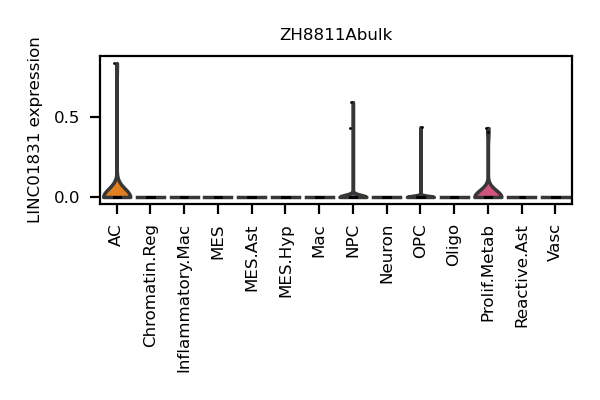 ZH8811Abulk
LINC01831 expression
0.5
0.0
AC
Chromatin.Reg
Inflammatory.Mac
MES
MES.Ast
MES.Hyp
Mac
NPC
Neuron
OPC
Oligo
Prolif.Metab
Reactive.Ast
Vasc